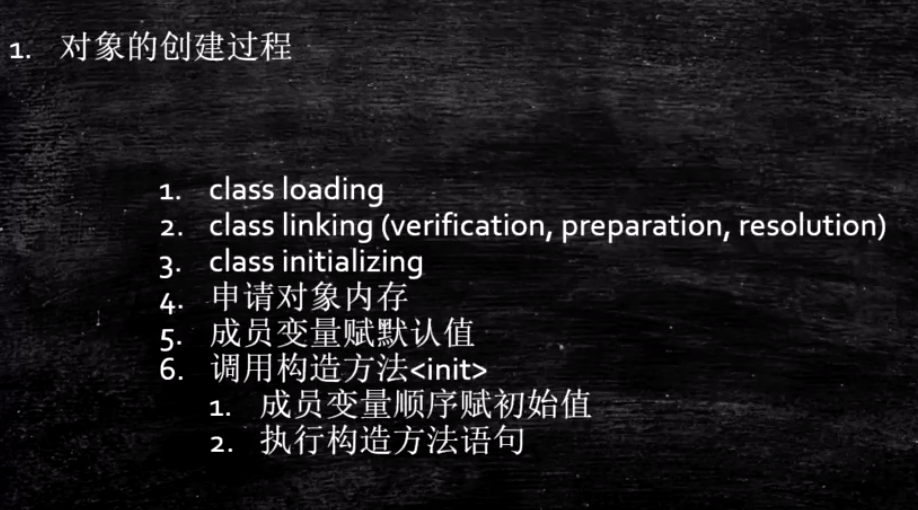 1. 对象的创建过程
1. class loading
2. class linking (verification, preparation, resolution)
3. class initializing
4. 申请对象内存
5. 成员变量赋默认值
6. 调用构造方法<init>
1. 成员变量顺序赋初始值
2. 执行构造方法语句